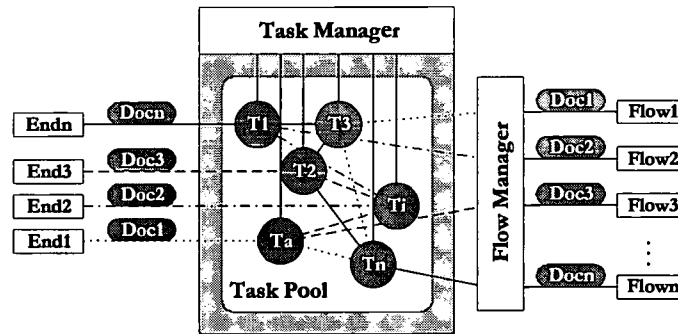 Task Manager
Endn
Docn
End3
Doc3
End2
Doc2
End1
Doc1
T1
T3
T2
Ti
Ta
Tn
Task Pool
Flow Manager
Doc1
Flow1
Doc2
Flow2
Doc3
Flow3
Docn
Flown